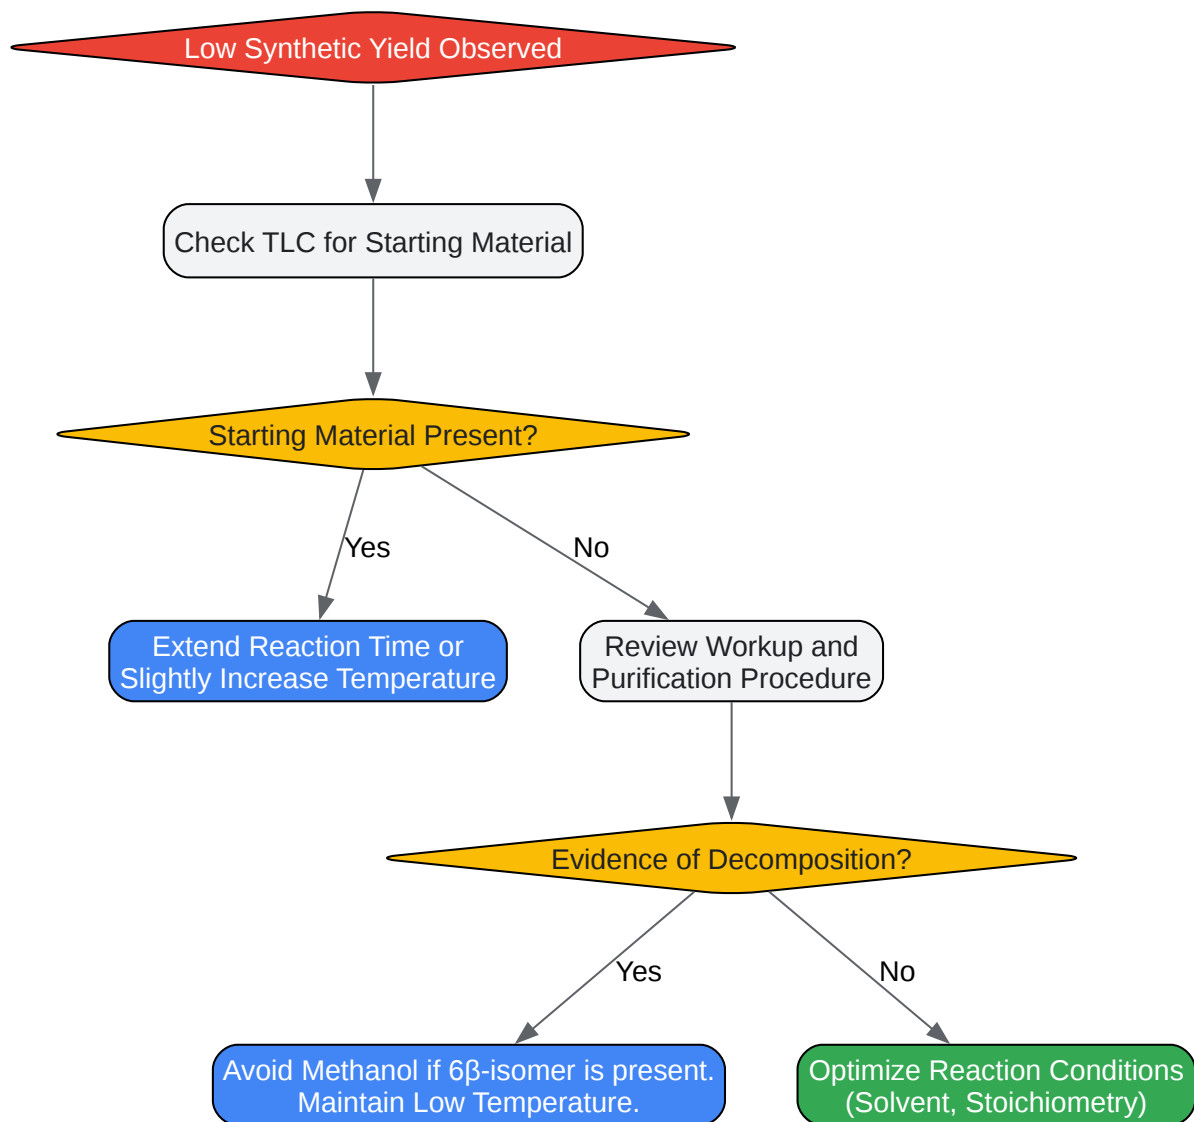 Low Synthetic Yield Observed
Check TLC for Starting Material
Starting Material Present?
Yes
No
Extend Reaction Time or
Slightly Increase Temperature
Review Workup and
Purification Procedure
Evidence of Decomposition?
Yes
No
Avoid Methanol if 6β-isomer is present.
Maintain Low Temperature.
Optimize Reaction Conditions
(Solvent, Stoichiometry)